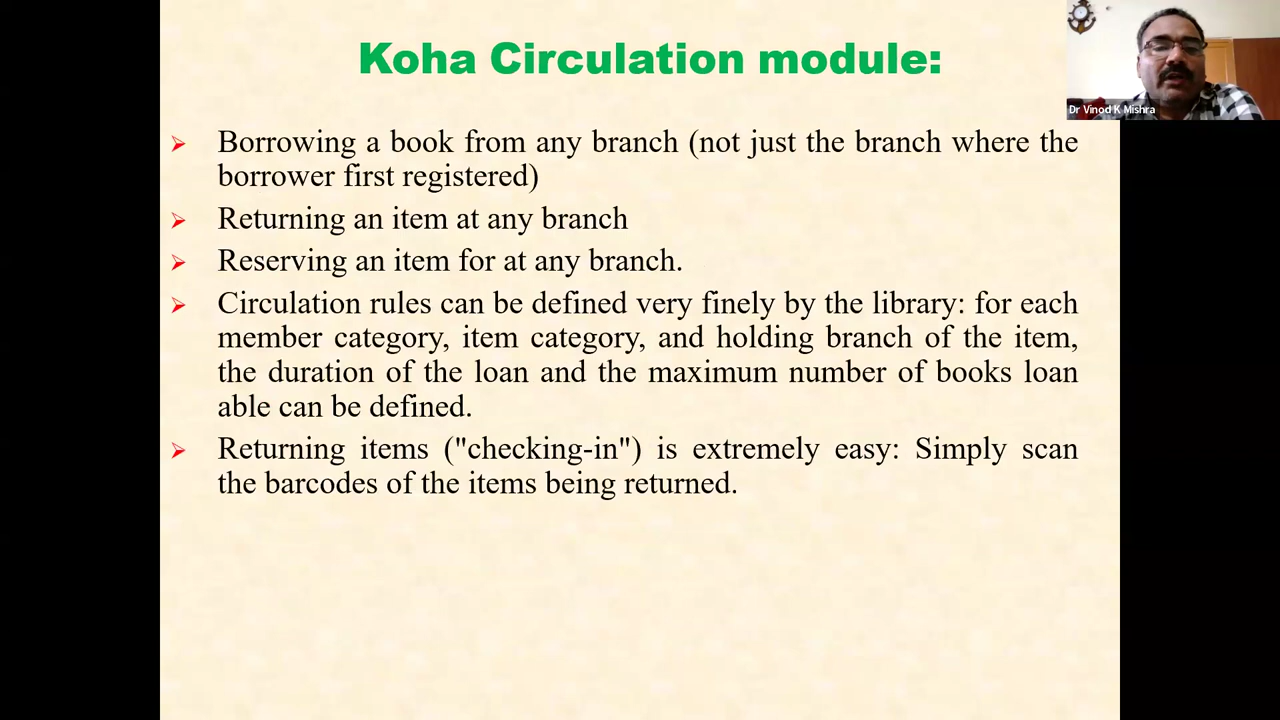 Koha Circulation module:
Dr Vinod K Mishra
Borrowing a book from any branch (not just the branch where the
borrower first registered)
Returning an item at any branch
Reserving an item for at any branch.
Circulation rules can be defined very finely by the library: for each
member category, item category, and holding branch of the item,
the duration of the loan and the maximum number of books loan
able can be defined.
Returning items ("checking-in") is extremely easy: Simply scan
the barcodes of the items being returned.